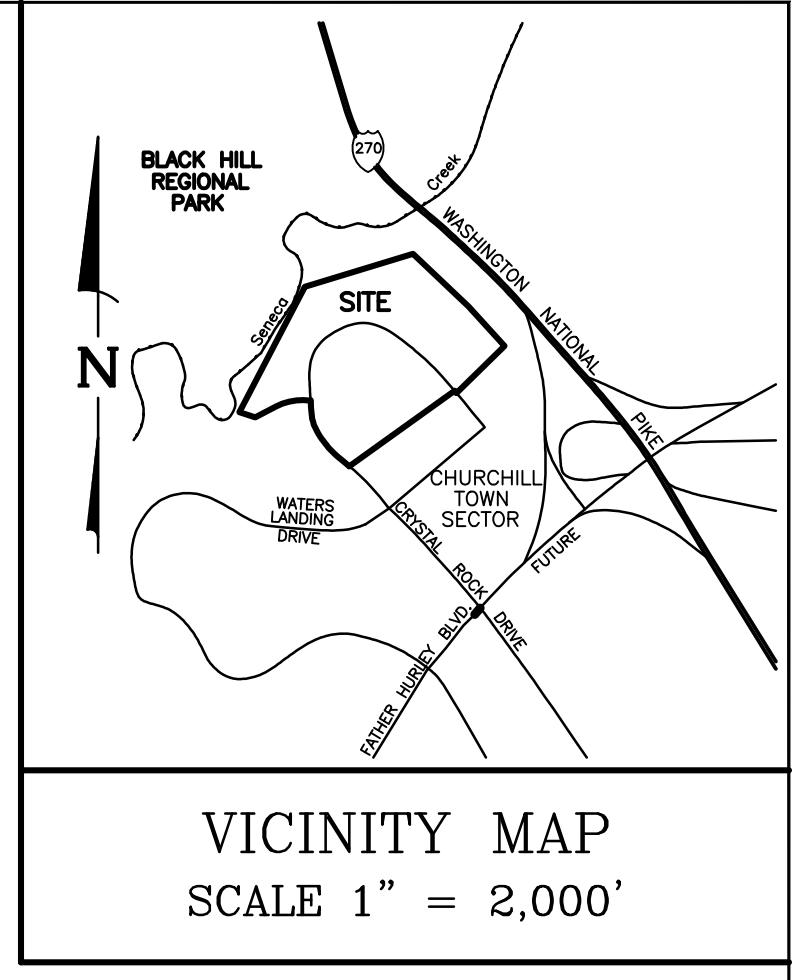 270
BLACK HILL
REGIONAL
PARK
Creek
WASHINGTON
NATIONAL
PIKE
Seneca
SITE
N
CHURCHILL
TOWN
SECTOR
WATERS
LANDING
DRIVE
CRYSTAL
ROCK
DRIVE
FUTURE
FATHER HURLEY BLVD.
VICINITY MAP
SCALE 1" = 2,000'